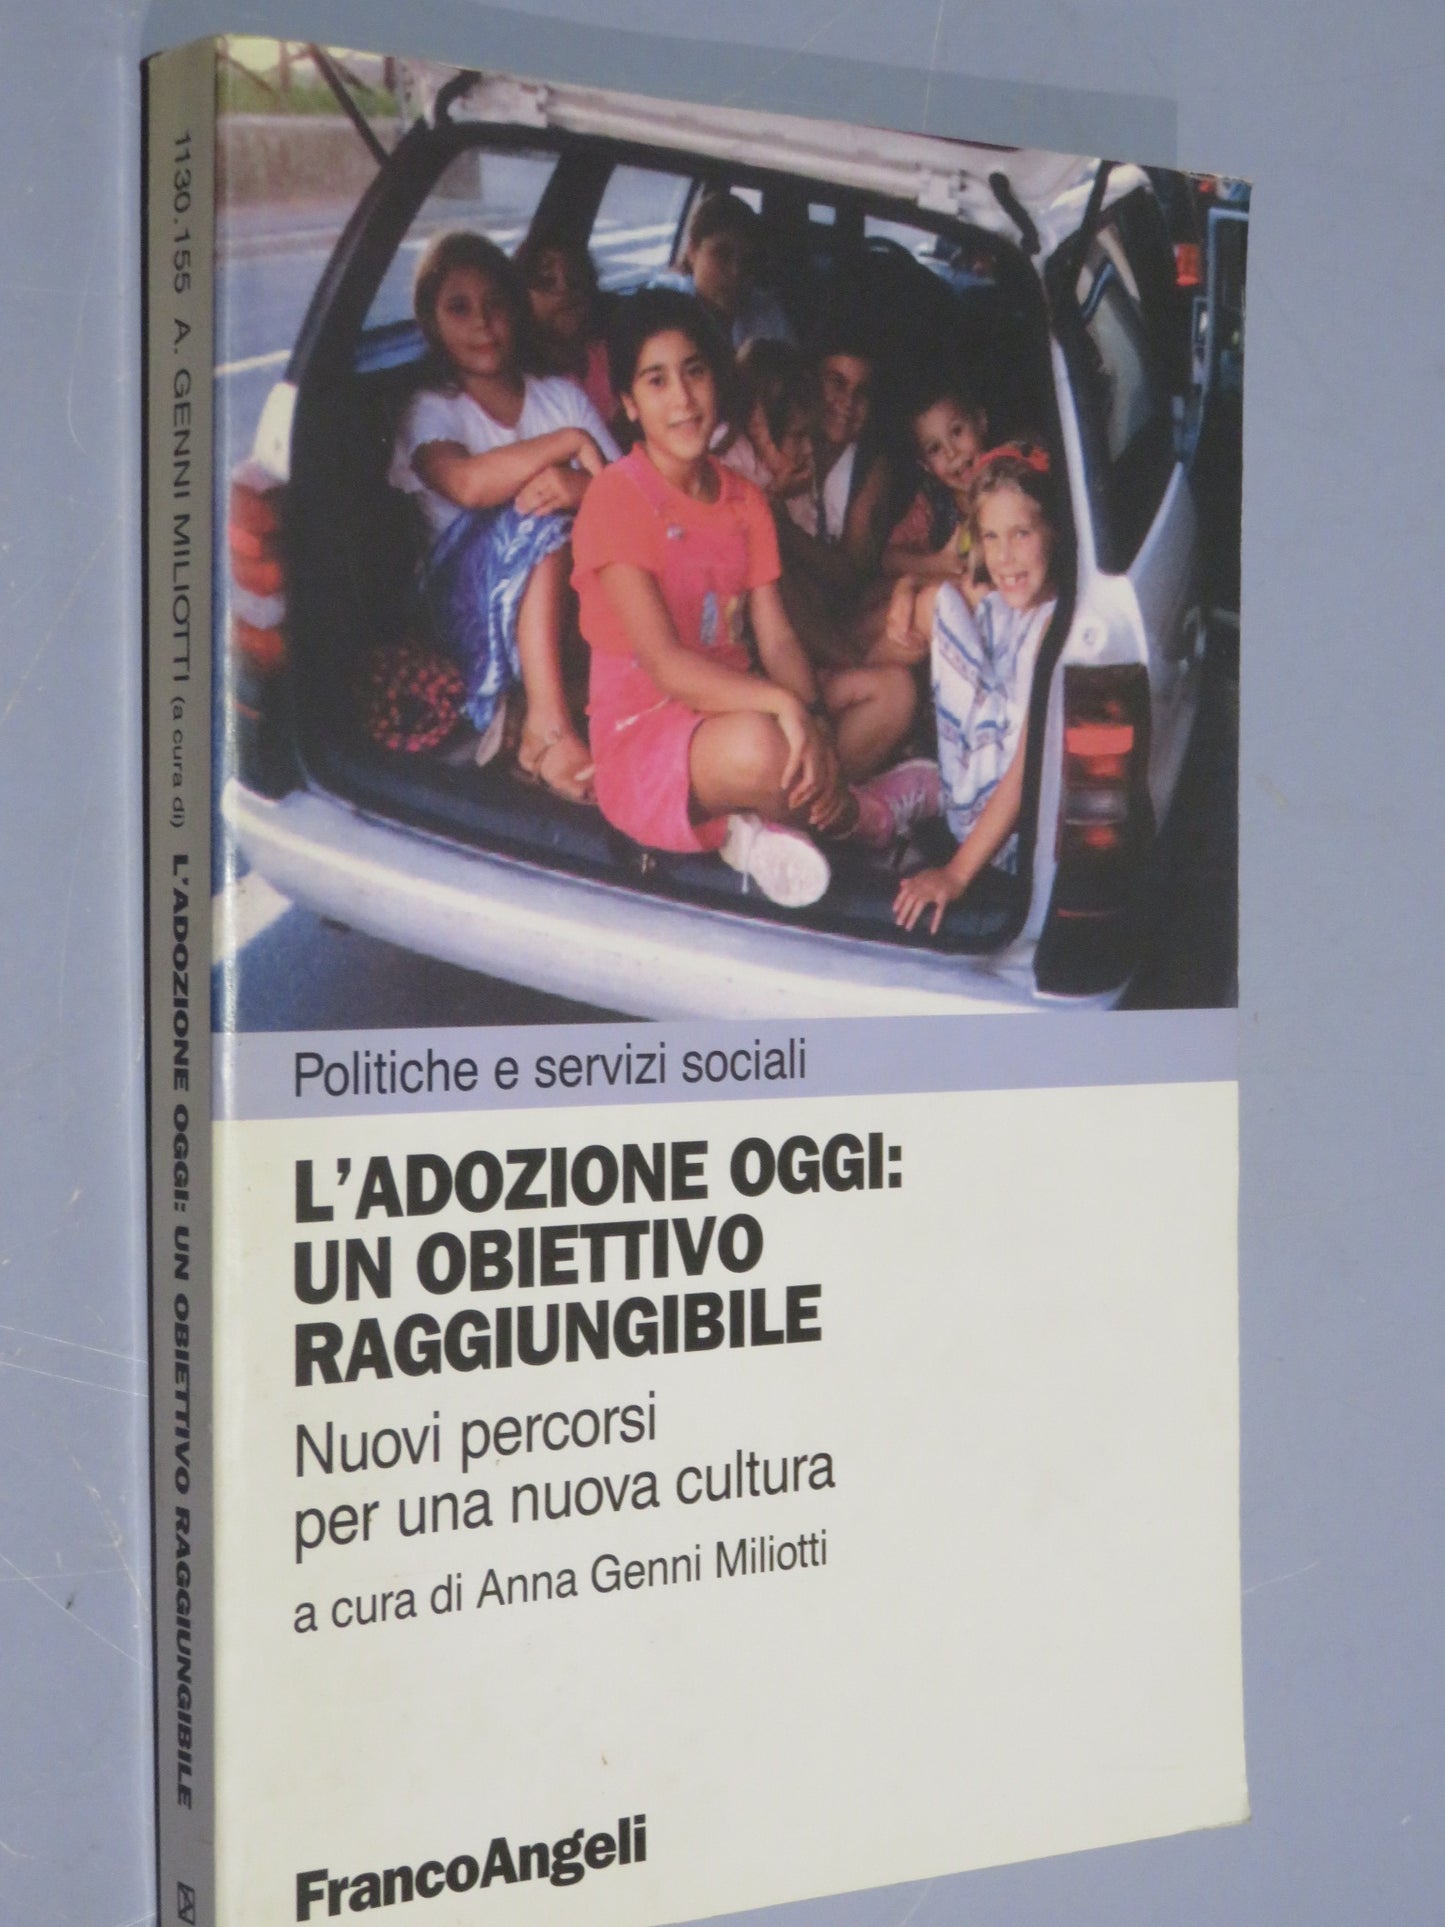 1130.155 A. GENNI MILIOTTI (a cura di) L'ADOZIONE OGGI: UN OBIETTIVO RAGGIUNGIBILE
Politiche e servizi sociali
L'ADOZIONE OGGI:
UN OBIETTIVO
RAGGIUNGIBILE
Nuovi percorsi
per una nuova cultura
a cura di Anna Genni Miliotti
FrancoAngeli